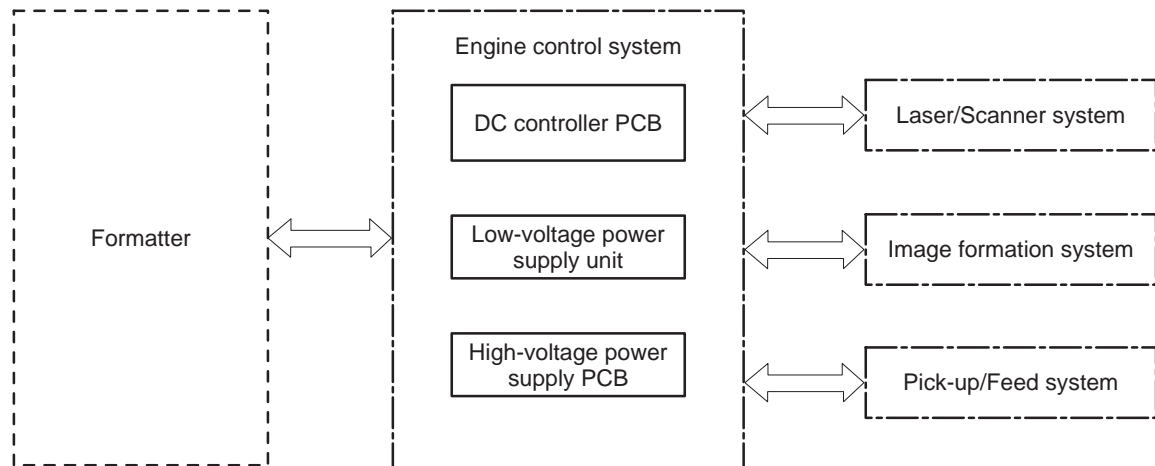 Formatter
Engine control system
DC controller PCB
Low-voltage power
supply unit
High-voltage power
supply PCB
Laser/Scanner system
Image formation system
Pick-up/Feed system